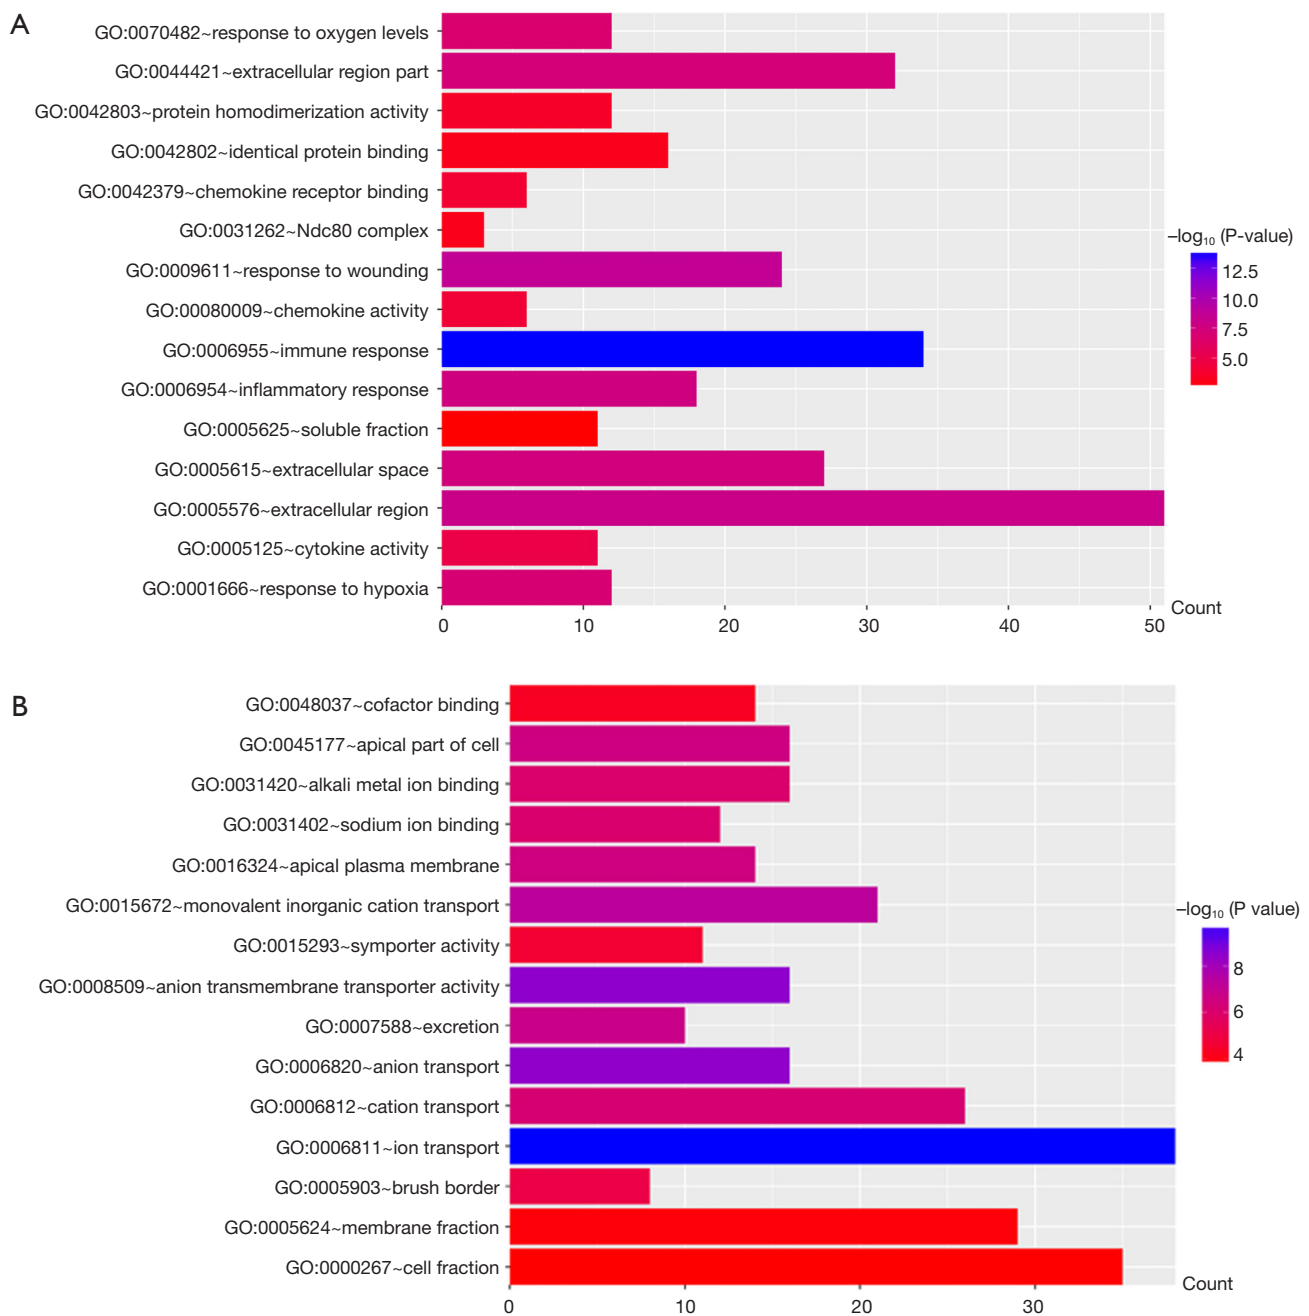 A
GO:0070482~response to oxygen levels
GO:0044421~extracellular region part
GO:0042803~protein homodimerization activity
GO:0042802~identical protein binding
GO:0042379~chemokine receptor binding
GO:0031262~Ndc80 complex
GO:0009611~response to wounding
GO:00080009~chemokine activity
GO:0006955~immune response
GO:0006954~inflammatory response
GO:0005625~soluble fraction
GO:0005615~extracellular space
GO:0005576~extracellular region
GO:0005125~cytokine activity
GO:0001666~response to hypoxia
0 10 20 30 40 50
Count
–log₁₀ (P-value)
12.5
10.0
7.5
5.0
B
GO:0048037~cofactor binding
GO:0045177~apical part of cell
GO:0031420~alkali metal ion binding
GO:0031402~sodium ion binding
GO:0016324~apical plasma membrane
GO:0015672~monovalent inorganic cation transport
GO:0015293~symporter activity
GO:0008509~anion transmembrane transporter activity
GO:0007588~excretion
GO:0006820~anion transport
GO:0006812~cation transport
GO:0006811~ion transport
GO:0005903~brush border
GO:0005624~membrane fraction
GO:0000267~cell fraction
0 10 20 30
Count
–log₁₀ (P value)
8
6
4